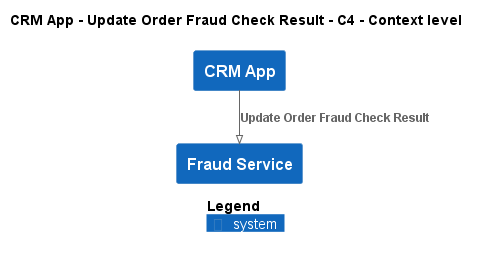 CRM App - Update Order Fraud Check Result - C4 - Context level
CRM App
Update Order Fraud Check Result
Fraud Service
Legend
system